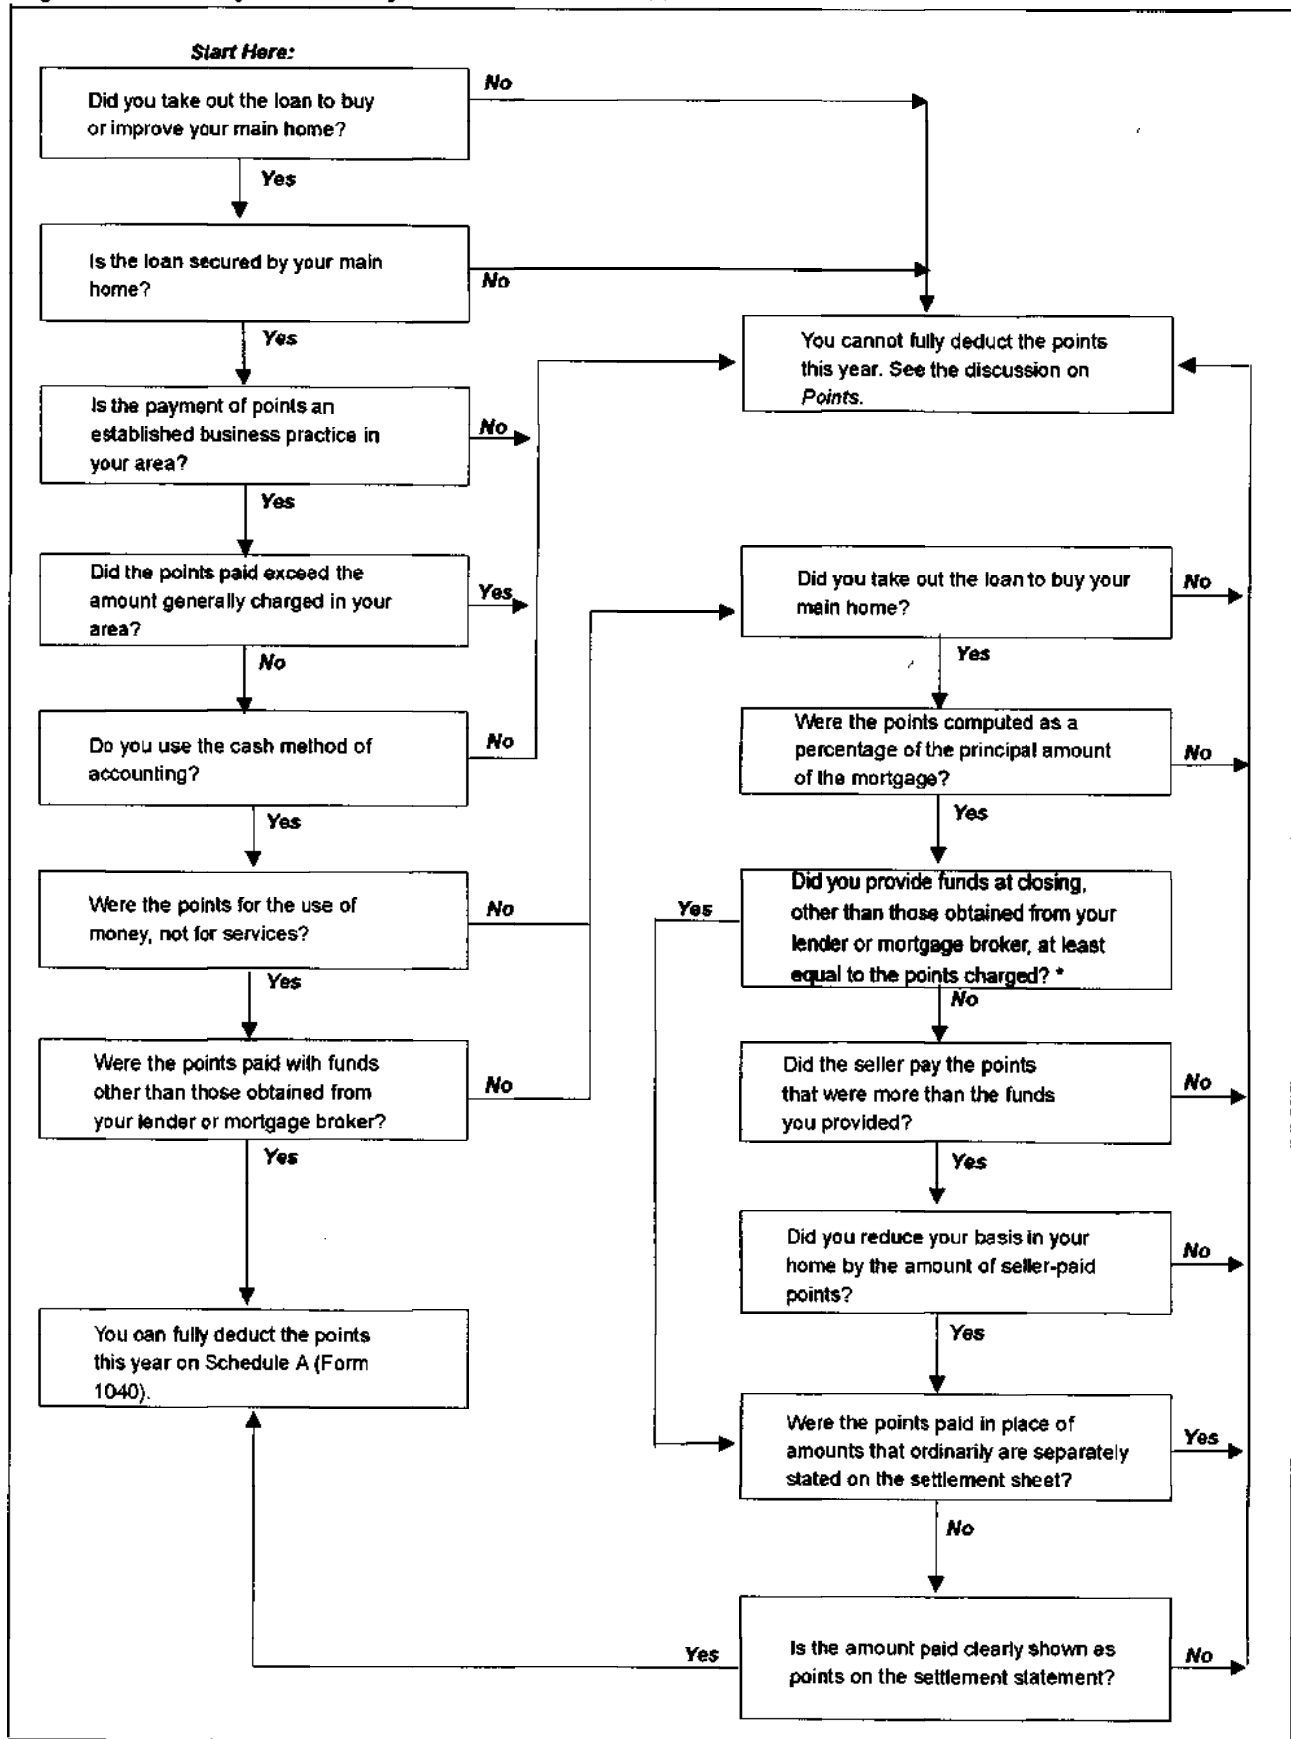 Start Here:
Did you take out the loan to buy
or improve your main home?
No
Yes
Is the loan secured by your main
home?
No
Yes
You cannot fully deduct the points
this year. See the discussion on
Points.
Is the payment of points an
established business practice in
your area?
No
Yes
Did the points paid exceed the
amount generally charged in your
area?
Yes
No
Do you use the cash method of
accounting?
No
Yes
Were the points for the use of
money, not for services?
No
Yes
Were the points paid with funds
other than those obtained from
your lender or mortgage broker?
No
Yes
You can fully deduct the points
this year on Schedule A (Form
1040).
Did you take out the loan to buy your
main home?
No
Yes
Were the points computed as a
percentage of the principal amount
of the mortgage?
No
Yes
Did you provide funds at closing,
other than those obtained from your
lender or mortgage broker, at least
equal to the points charged? *
Yes
No
Did the seller pay the points
that were more than the funds
you provided?
No
Yes
Did you reduce your basis in your
home by the amount of seller-paid
points?
No
Yes
Were the points paid in place of
amounts that ordinarily are separately
stated on the settlement sheet?
Yes
No
Is the amount paid clearly shown as
points on the settlement statement?
Yes
No